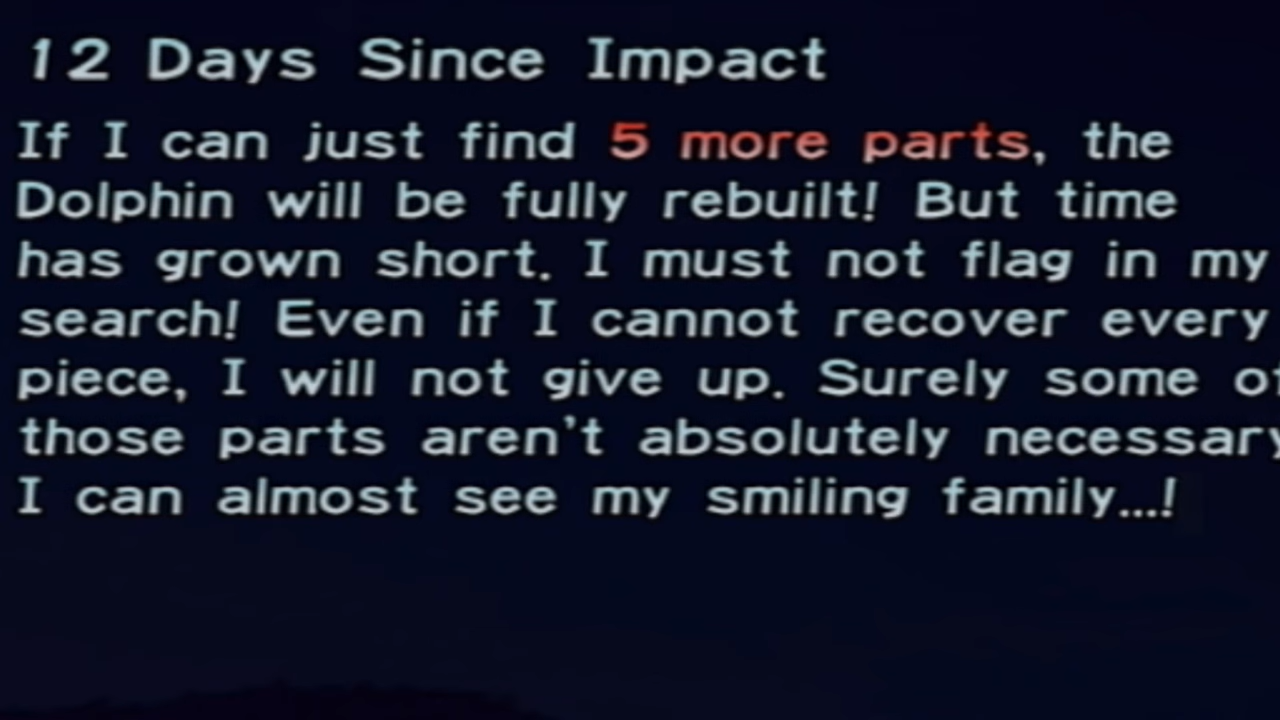 12 Days Since Impact
If I can just find 5 more parts, the
Dolphin will be fully rebuilt! But time
has grown short. I must not flag in my
search! Even if I cannot recover every
piece, I will not give up. Surely some of
those parts aren't absolutely necessary
I can almost see my smiling family...!